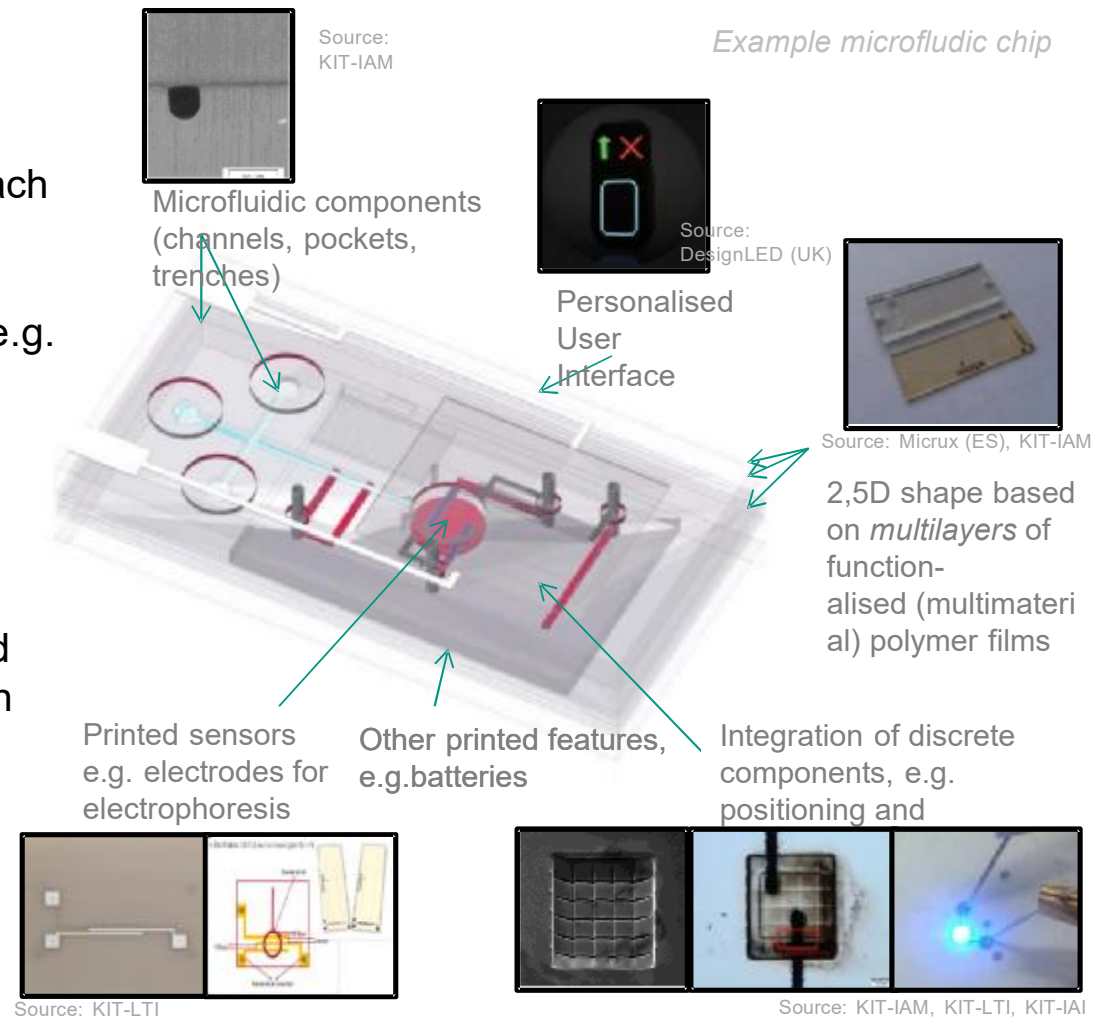 Source:
KIT-IAM
Example microfludic chip
ach
Microfluidic components
(channels, pockets,
trenches)
Source:
DesignLED (UK)
e.g.
Personalised
User
Interface
Source: Micrux (ES), KIT-IAM
2,5D shape based
on multilayers of
function-
alised (multimateri
al) polymer films
d
n
Printed sensors
e.g. electrodes for
electrophoresis
Other printed features,
e.g.batteries
Integration of discrete
components, e.g.
positioning and
Source: KIT-LTI
Source: KIT-IAM, KIT-LTI, KIT-IAI